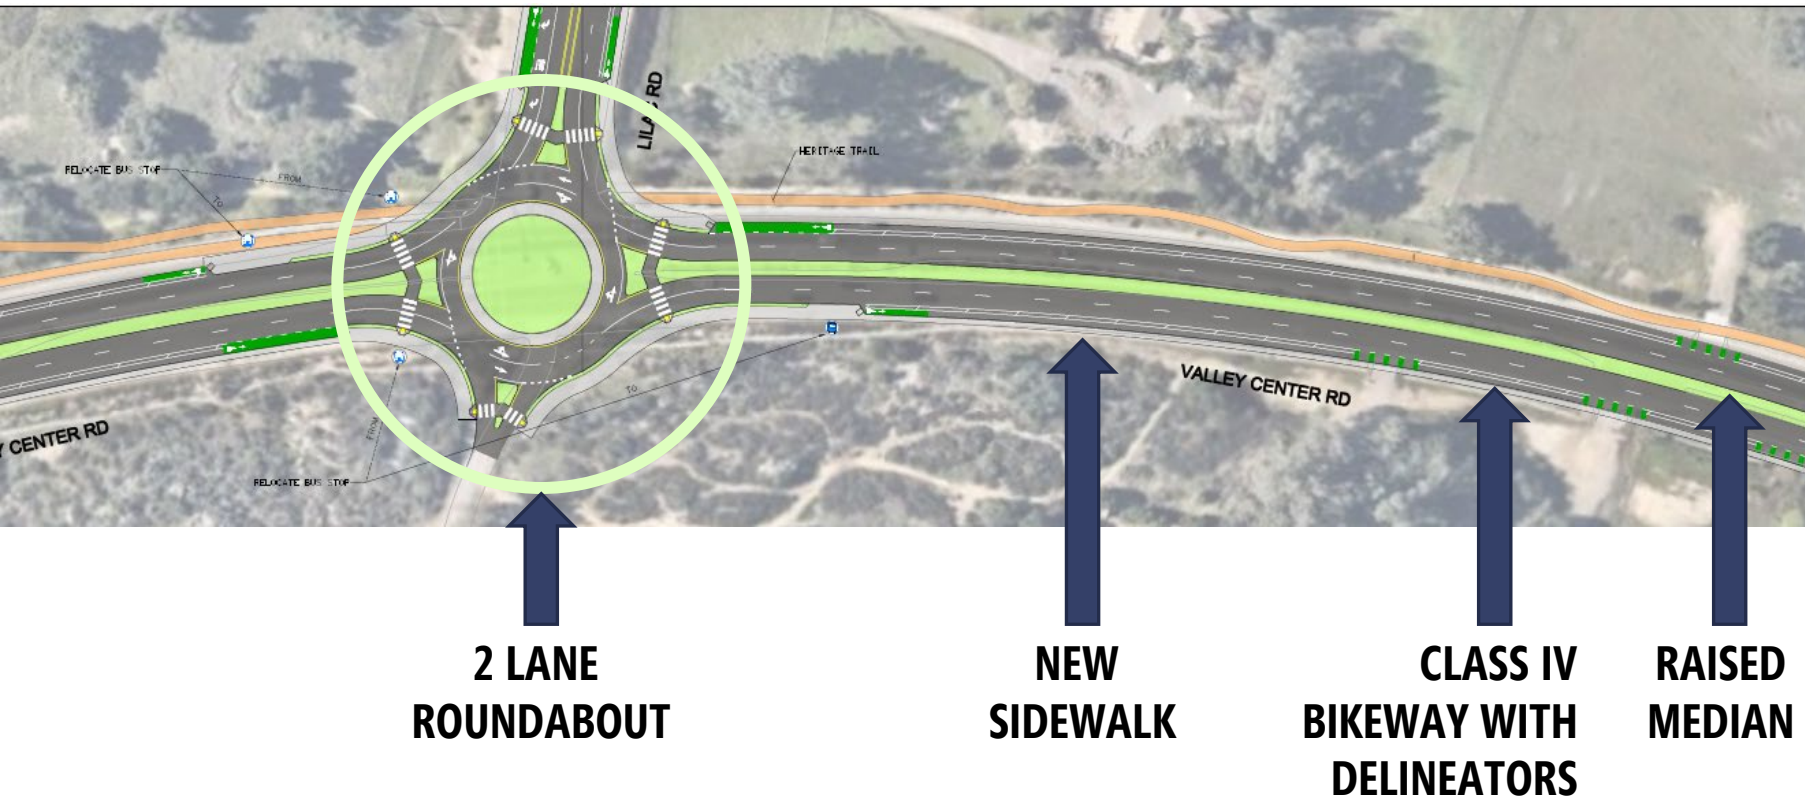 LILAC RD
HERITAGE TRAIL
RELOCATE BUS STOP
FROM
TO
VALLEY CENTER RD
TO
FROM
Y CENTER RD
RELOCATE BUS STOP
2 LANE
ROUNDABOUT
NEW
SIDEWALK
CLASS IV
BIKEWAY WITH
DELINEATORS
RAISED
MEDIAN